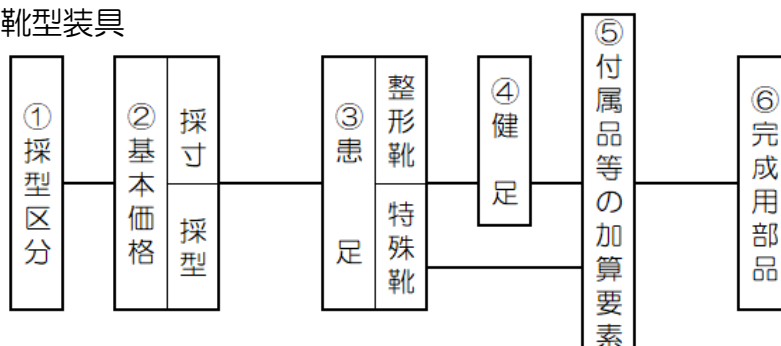 靴型装具
①採型区分
②基本価格
採寸
採型
③患足
整形靴
特殊靴
④健足
⑤付属品等の加算要素
⑥完成用部品